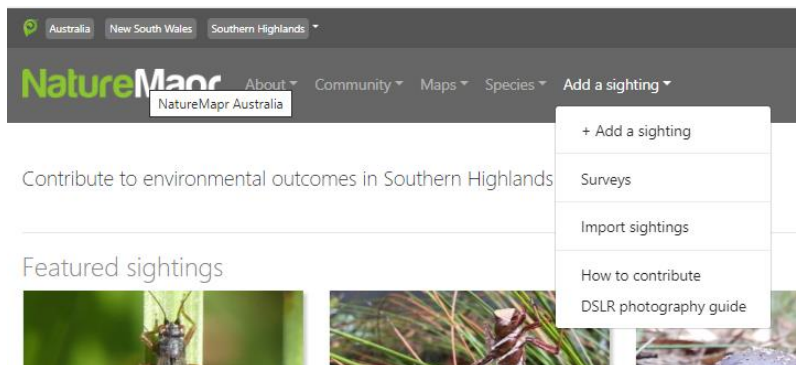 Australia New South Wales Southern Highlands
NatureMapr About Community Maps Species Add a sighting
NatureMapr Australia
+ Add a sighting
Contribute to environmental outcomes in Southern Highlands
Surveys
Import sightings
Featured sightings
How to contribute
DSLR photography guide